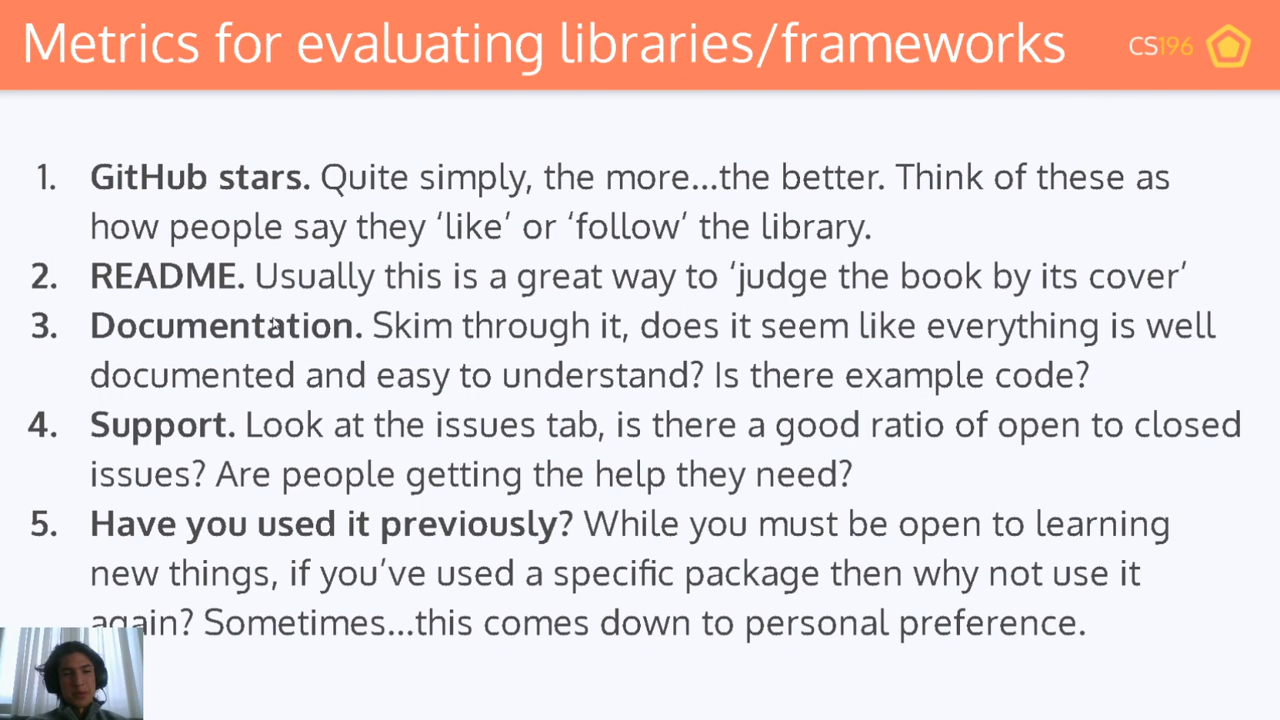 Metrics for evaluating libraries/frameworks
CS196
1. GitHub stars. Quite simply, the more...the better. Think of these as
how people say they ‘like’ or ‘follow’ the library.
2. README. Usually this is a great way to ‘judge the book by its cover’
3. Documentation. Skim through it, does it seem like everything is well
documented and easy to understand? Is there example code?
4. Support. Look at the issues tab, is there a good ratio of open to closed
issues? Are people getting the help they need?
5. Have you used it previously? While you must be open to learning
new things, if you’ve used a specific package then why not use it
again? Sometimes...this comes down to personal preference.